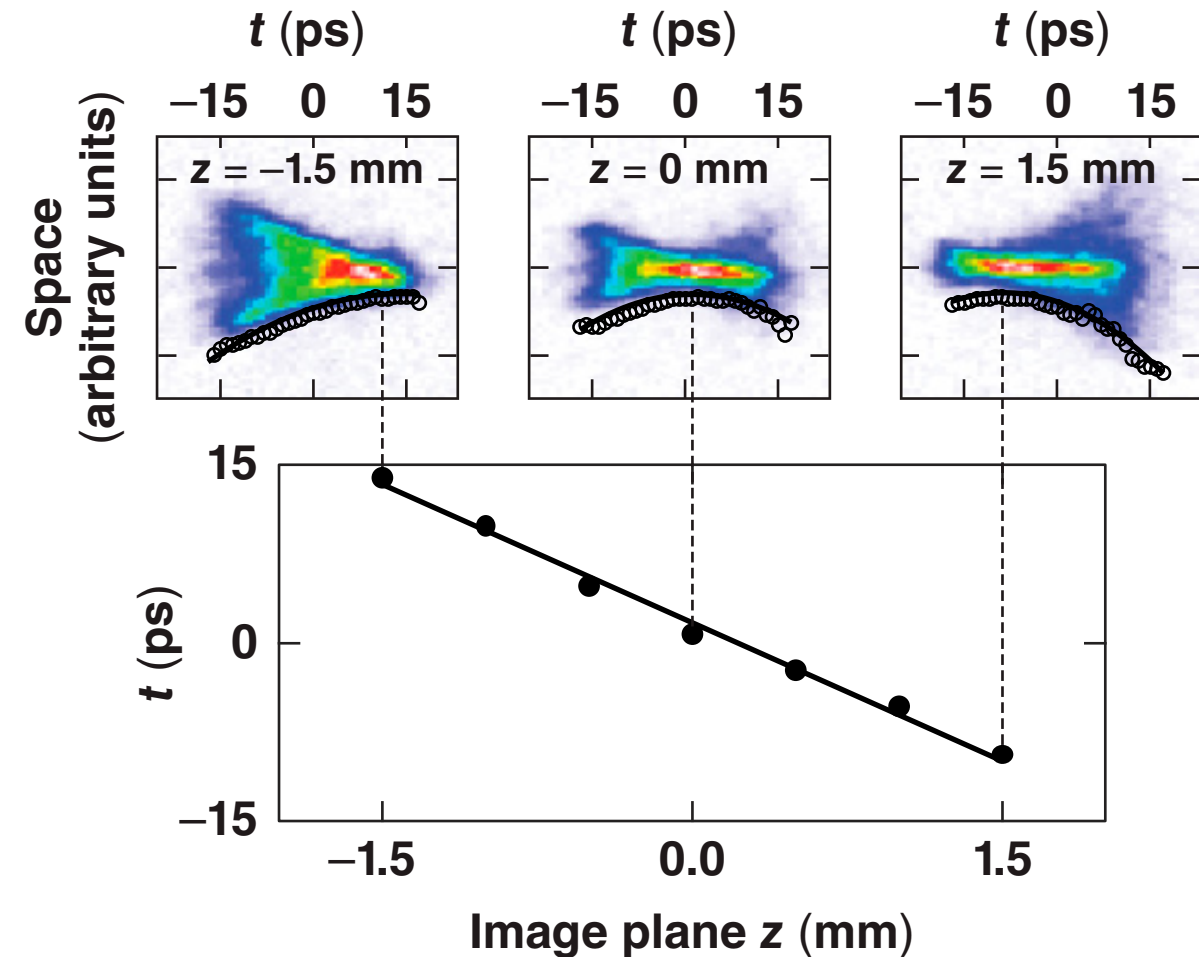 t (ps) t (ps) t (ps)
–15 0 15 –15 0 15 –15 0 15
Space
(arbitrary units)
z = –1.5 mm z = 0 mm z = 1.5 mm
15
0
–15
t (ps)
–1.5 0.0 1.5
Image plane z (mm)